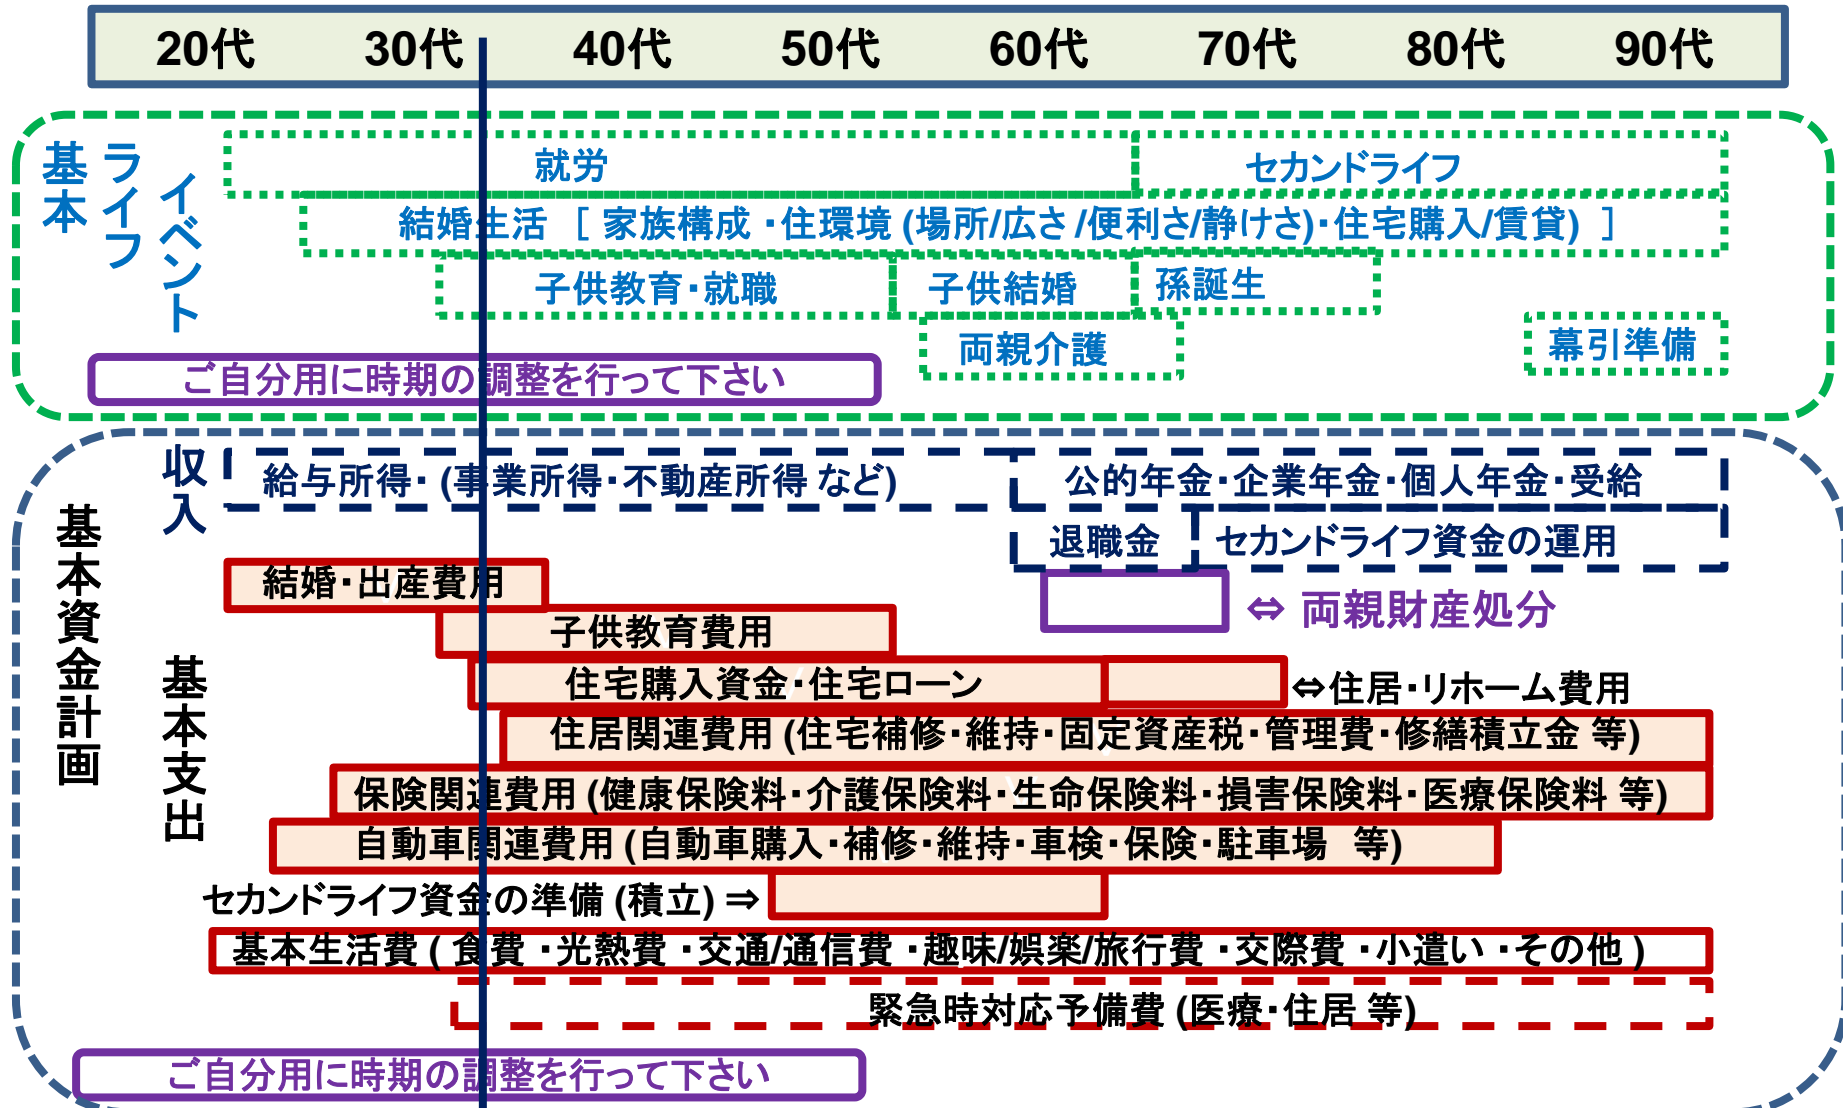 20代 30代 40代 50代 60代 70代 80代 90代
基本
ライフ
イベント
就労
セカンドライフ
結婚生活 [ 家族構成・住環境 (場所/広さ/便利さ/静けさ)・住宅購入/賃貸) ]
子供教育・就職
子供結婚
孫誕生
両親介護
幕引準備
ご自分用に時期の調整を行って下さい
基本資金計画
収入
給与所得・ (事業所得・不動産所得 など)
公的年金・企業年金・個人年金・受給
退職金
セカンドライフ資金の運用
⇔ 両親財産処分
基本支出
結婚・出産費用
子供教育費用
住宅購入資金・住宅ローン
⇔住居・リホーム費用
住居関連費用 (住宅補修・維持・固定資産税・管理費・修繕積立金 等)
保険関連費用 (健康保険料・介護保険料・生命保険料・損害保険料・医療保険料 等)
自動車関連費用 (自動車購入・補修・維持・車検・保険・駐車場 等)
セカンドライフ資金の準備 (積立) ⇒
基本生活費 ( 食費 ・光熱費 ・交通/通信費 ・趣味/娯楽/旅行費 ・交際費 ・小遣い ・その他 )
緊急時対応予備費 (医療・住居 等)
ご自分用に時期の調整を行って下さい